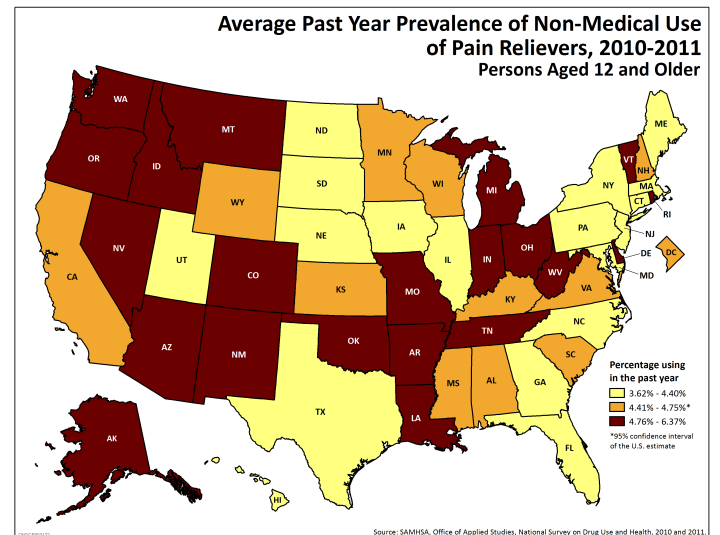 Average Past Year Prevalence of Non-Medical Use
of Pain Relievers, 2010-2011
Persons Aged 12 and Older
WA
MT
ND
MN
ME
OR
ID
SD
WI
MI
NY
VT
NH
MA
CT
RI
WY
IA
PA
NJ
NE
IL
IN
OH
DE
DC
MD
NV
UT
CO
KS
MO
WV
VA
CA
KY
NC
AZ
NM
OK
AR
TN
SC
MS
AL
GA
TX
LA
FL
AK
HI
Percentage using
in the past year
3.62% - 4.40%
4.41% - 4.75%*
4.76% - 6.37%
*95% confidence interval
of the U.S. estimate
Source: SAMHSA, Office of Applied Studies, National Survey on Drug Use and Health, 2010 and 2011.